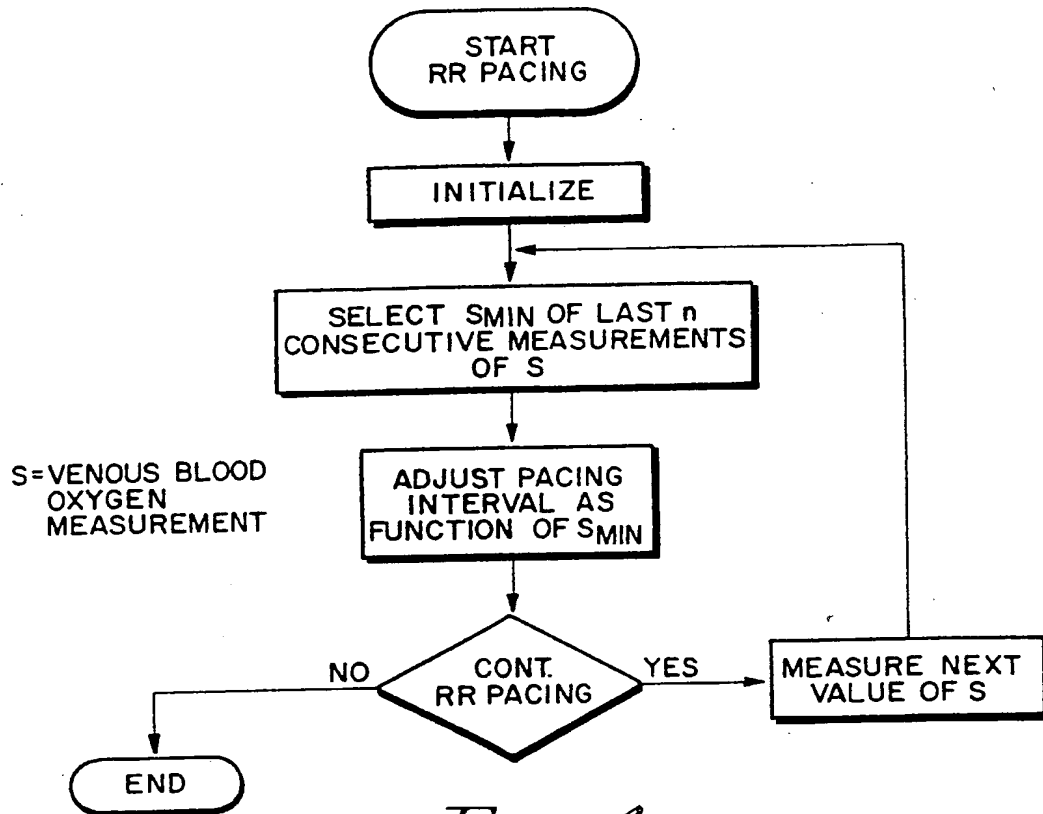 START
RR PACING
INITIALIZE
SELECT SMIN OF LAST n
CONSECUTIVE MEASUREMENTS
OF S
S=VENOUS BLOOD
OXYGEN
MEASUREMENT
ADJUST PACING
INTERVAL AS
FUNCTION OF SMIN
NO
CONT.
RR PACING
YES
MEASURE NEXT
VALUE OF S
END